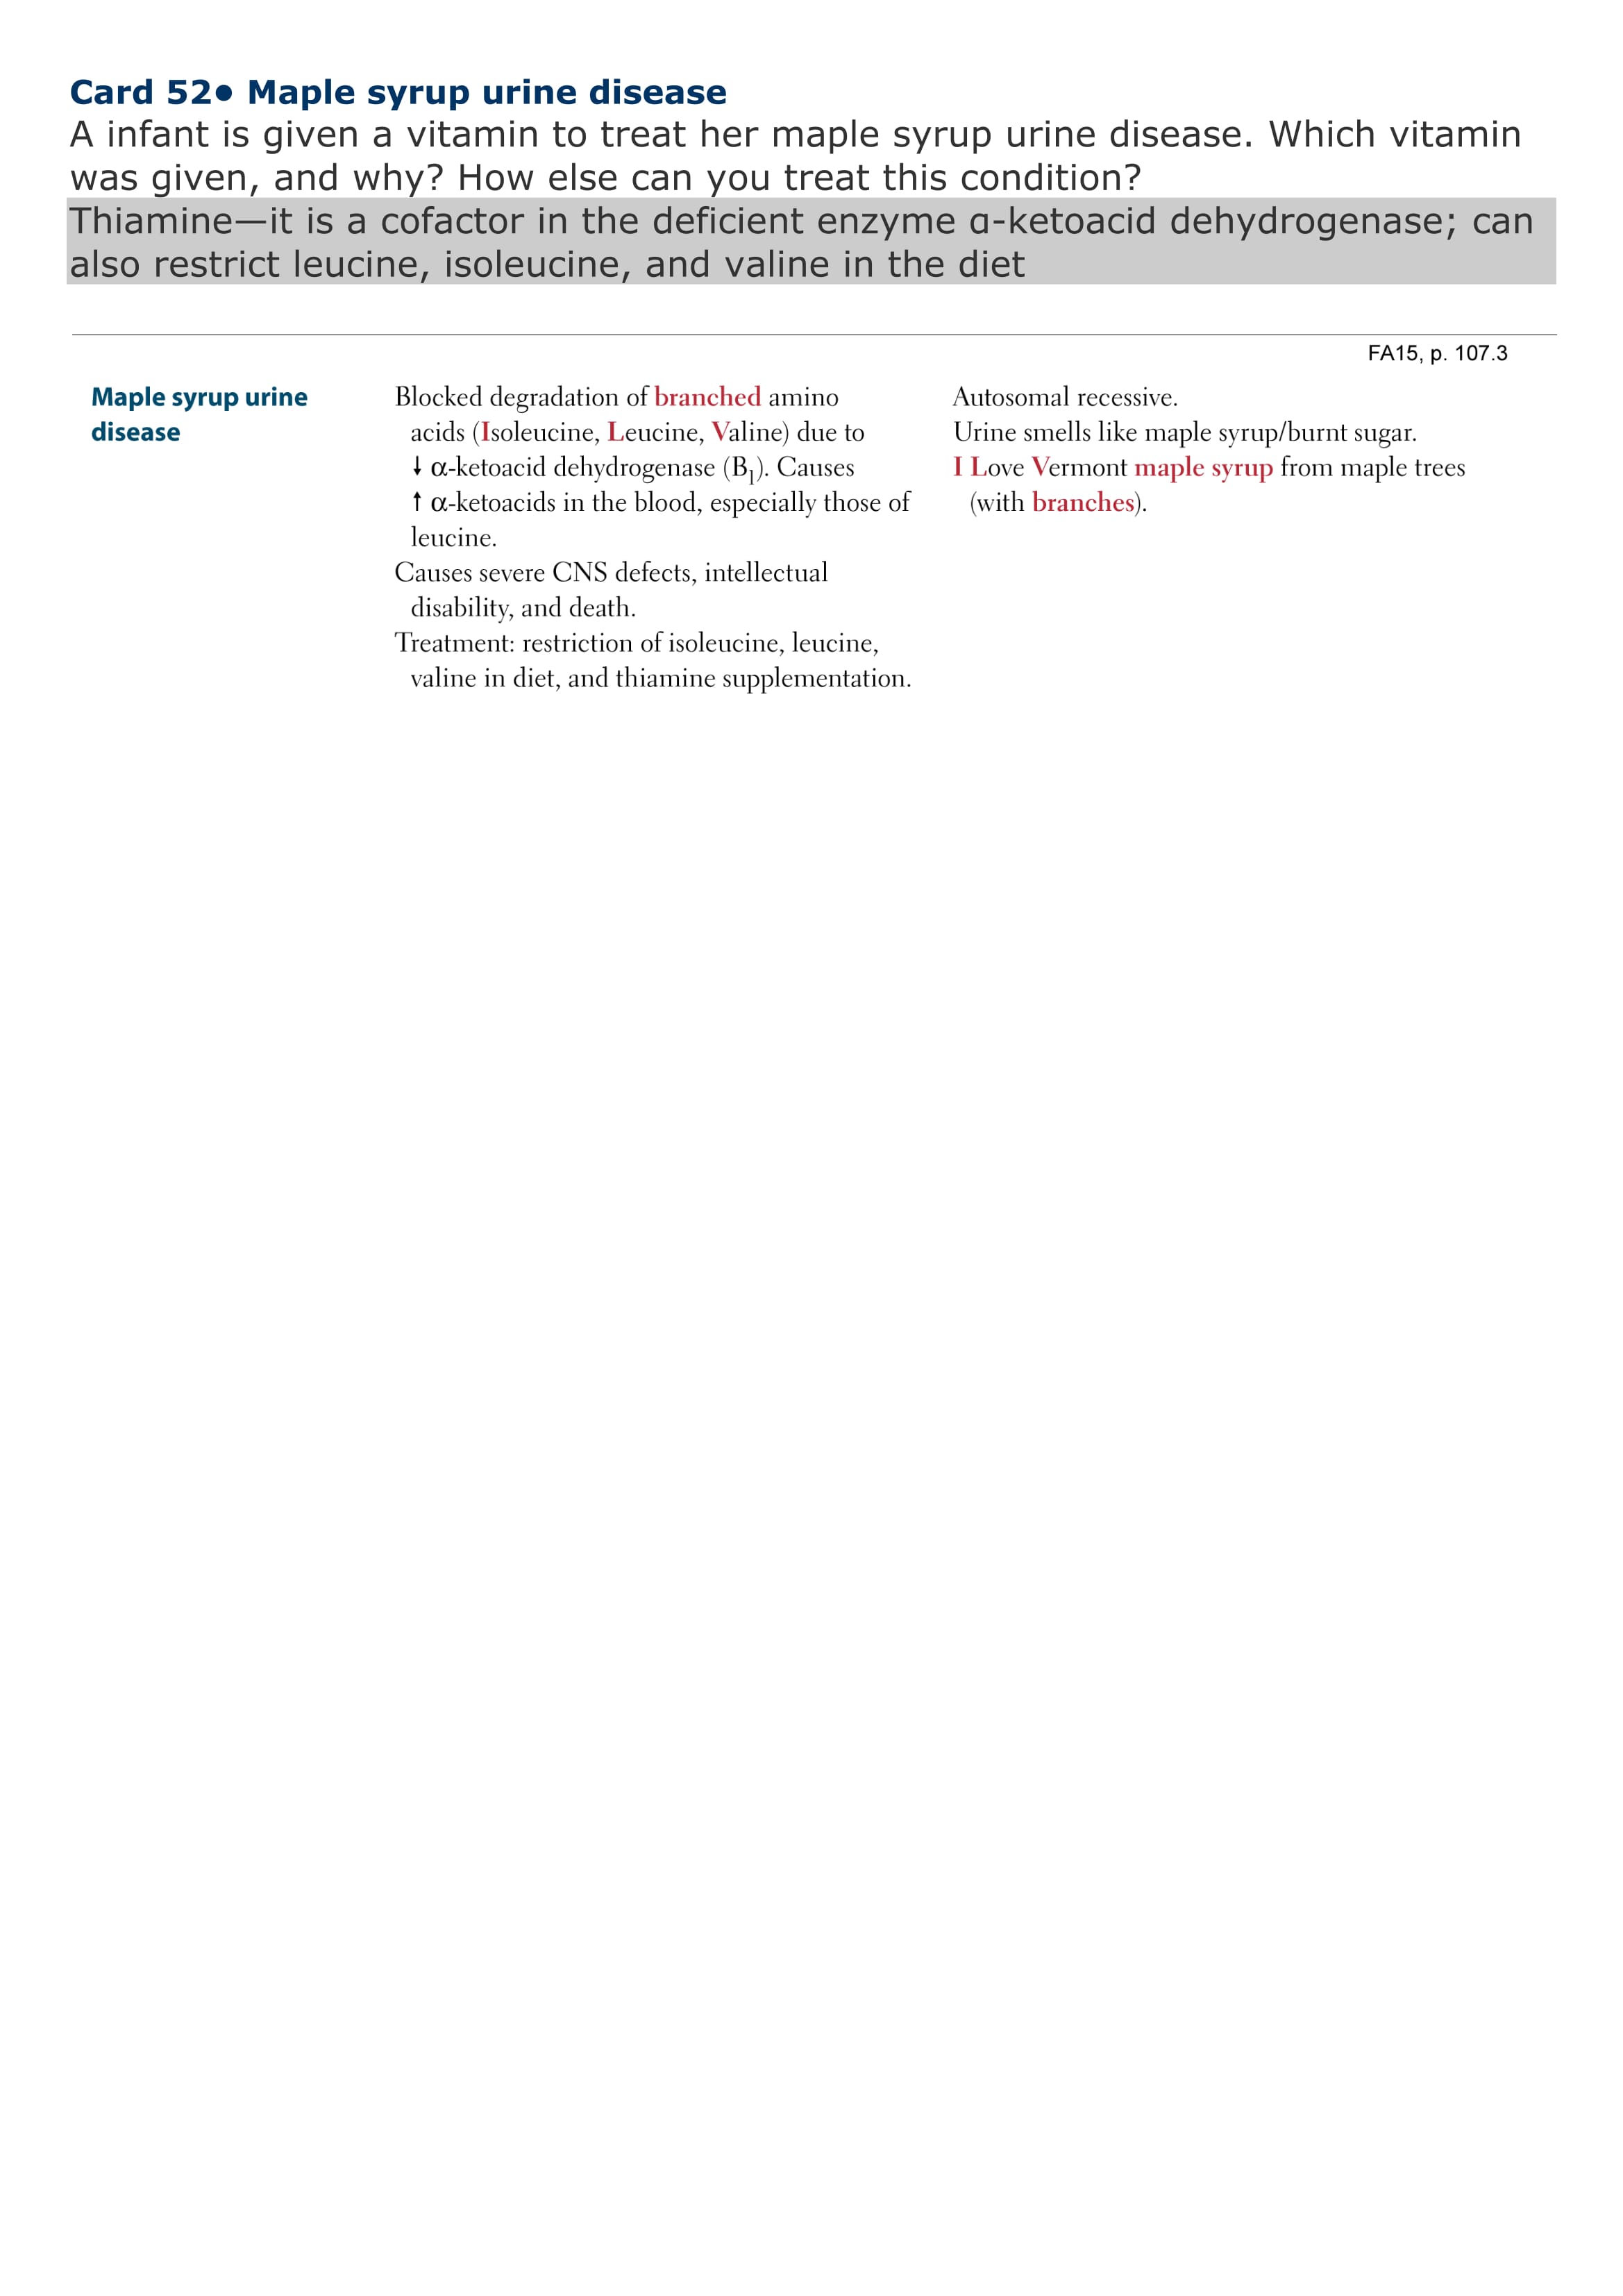 Card 52● Maple syrup urine disease
A infant is given a vitamin to treat her maple syrup urine disease. Which vitamin
was given, and why? How else can you treat this condition?
Thiamine—it is a cofactor in the deficient enzyme α-ketoacid dehydrogenase; can
also restrict leucine, isoleucine, and valine in the diet
FA15, p. 107.3
Maple syrup urine
disease
Blocked degradation of branched amino
acids (Isoleucine, Leucine, Valine) due to
↓ α-ketoacid dehydrogenase (B₁). Causes
↑ α-ketoacids in the blood, especially those of
leucine.
Causes severe CNS defects, intellectual
disability, and death.
Treatment: restriction of isoleucine, leucine,
valine in diet, and thiamine supplementation.
Autosomal recessive.
Urine smells like maple syrup/burnt sugar.
I Love Vermont maple syrup from maple trees
(with branches).